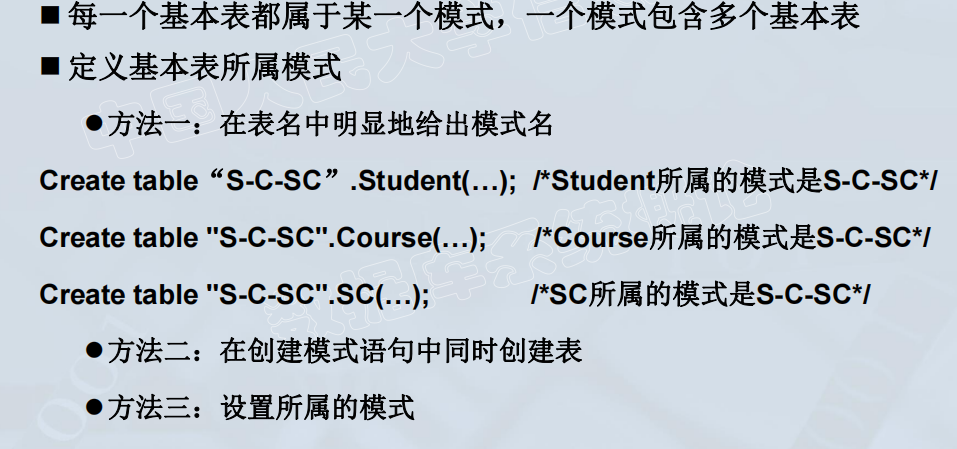 ■ 每一个基本表都属于某一个模式，一个模式包含多个基本表
■ 定义基本表所属模式
●方法一：在表名中明显地给出模式名
Create table“S-C-SC”.Student(…); /*Student所属的模式是S-C-SC*/
Create table "S-C-SC".Course(…); /*Course所属的模式是S-C-SC*/
Create table "S-C-SC".SC(…); /*SC所属的模式是S-C-SC*/
●方法二：在创建模式语句中同时创建表
●方法三：设置所属的模式